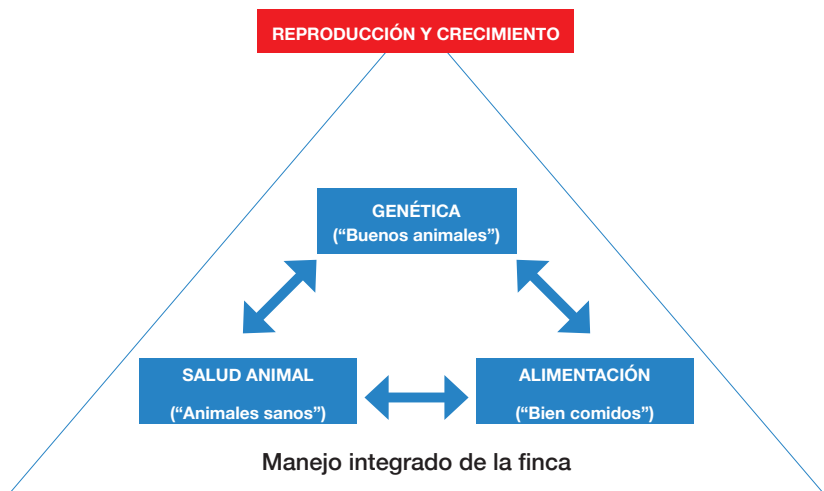 REPRODUCCIÓN Y CRECIMIENTO
GENÉTICA
(“Buenos animales”)
SALUD ANIMAL
(“Animales sanos”)
ALIMENTACIÓN
(“Bien comidos”)
Manejo integrado de la finca